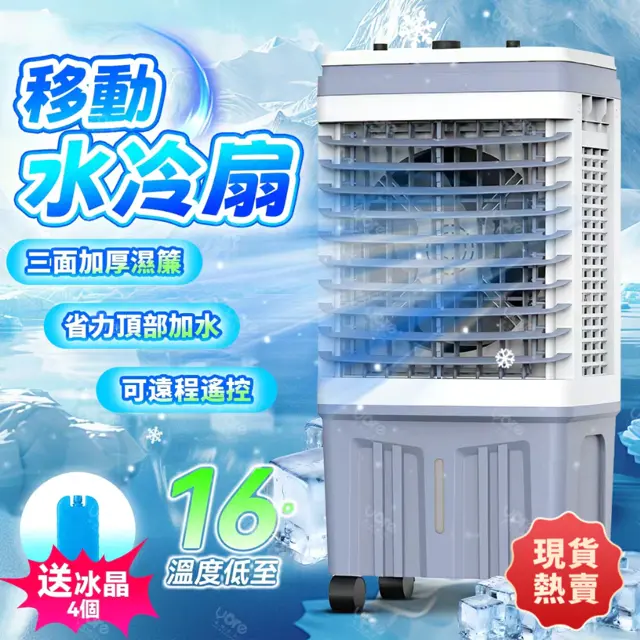 移動
水冷扇
三面加厚濕簾
省力頂部加水
可遠程遙控
16°
溫度低至
送冰晶
4個
現貨
熱賣
uare